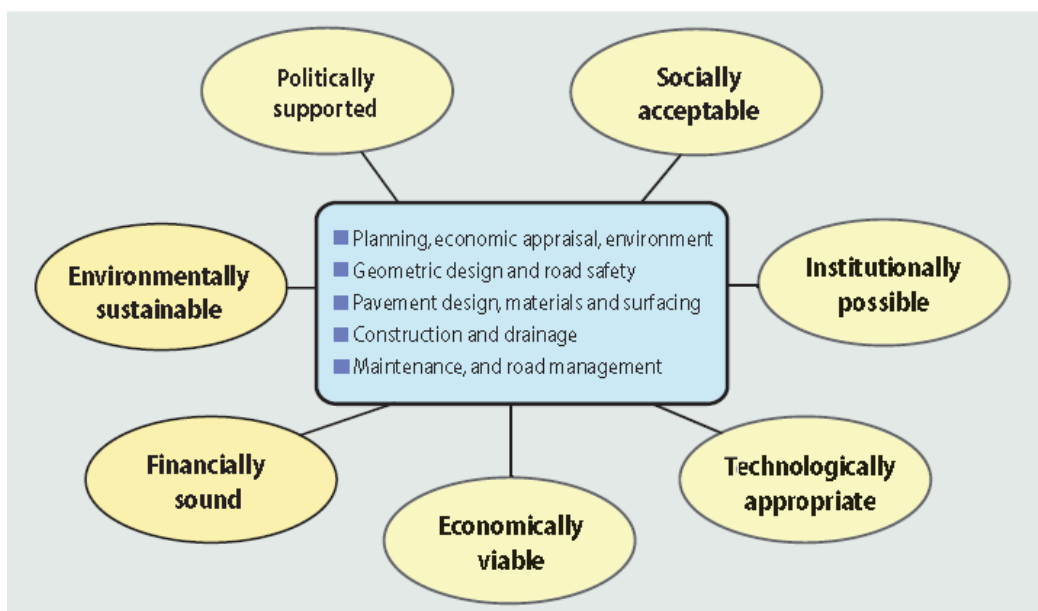 Politically
supported
Socially
acceptable
Environmentally
sustainable
Planning, economic appraisal, environment
Geometric design and road safety
Pavement design, materials and surfacing
Construction and drainage
Maintenance, and road management
Institutionally
possible
Financially
sound
Economically
viable
Technologically
appropriate